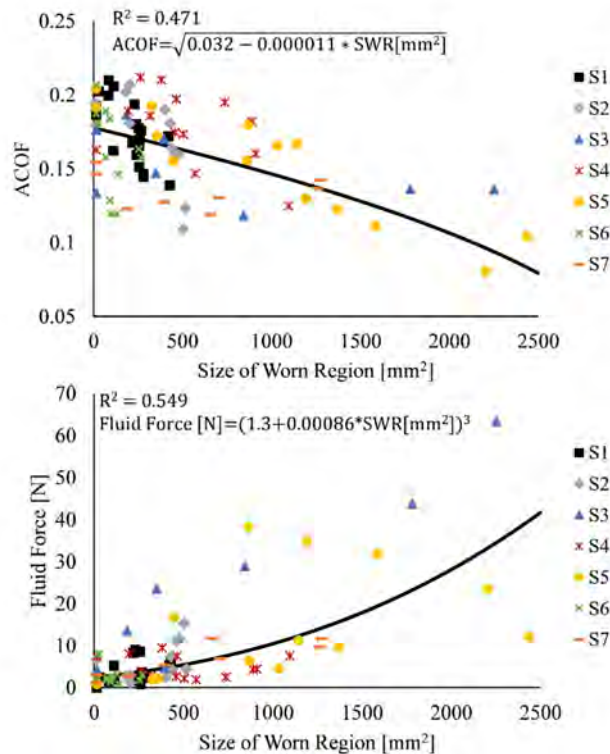 R² = 0.471
ACOF=√0.032 − 0.000011 * SWR[mm²]
0.25
0.2
0.15
0.1
0.05
ACOF
0 500 1000 1500 2000 2500
Size of Worn Region [mm²]
S1
S2
S3
S4
S5
S6
S7
R² = 0.549
Fluid Force [N]=(1.3+0.00086*SWR[mm²])³
70
60
50
40
30
20
10
0
Fluid Force [N]
0 500 1000 1500 2000 2500
Size of Worn Region [mm²]
S1
S2
S3
S4
S5
S6
S7